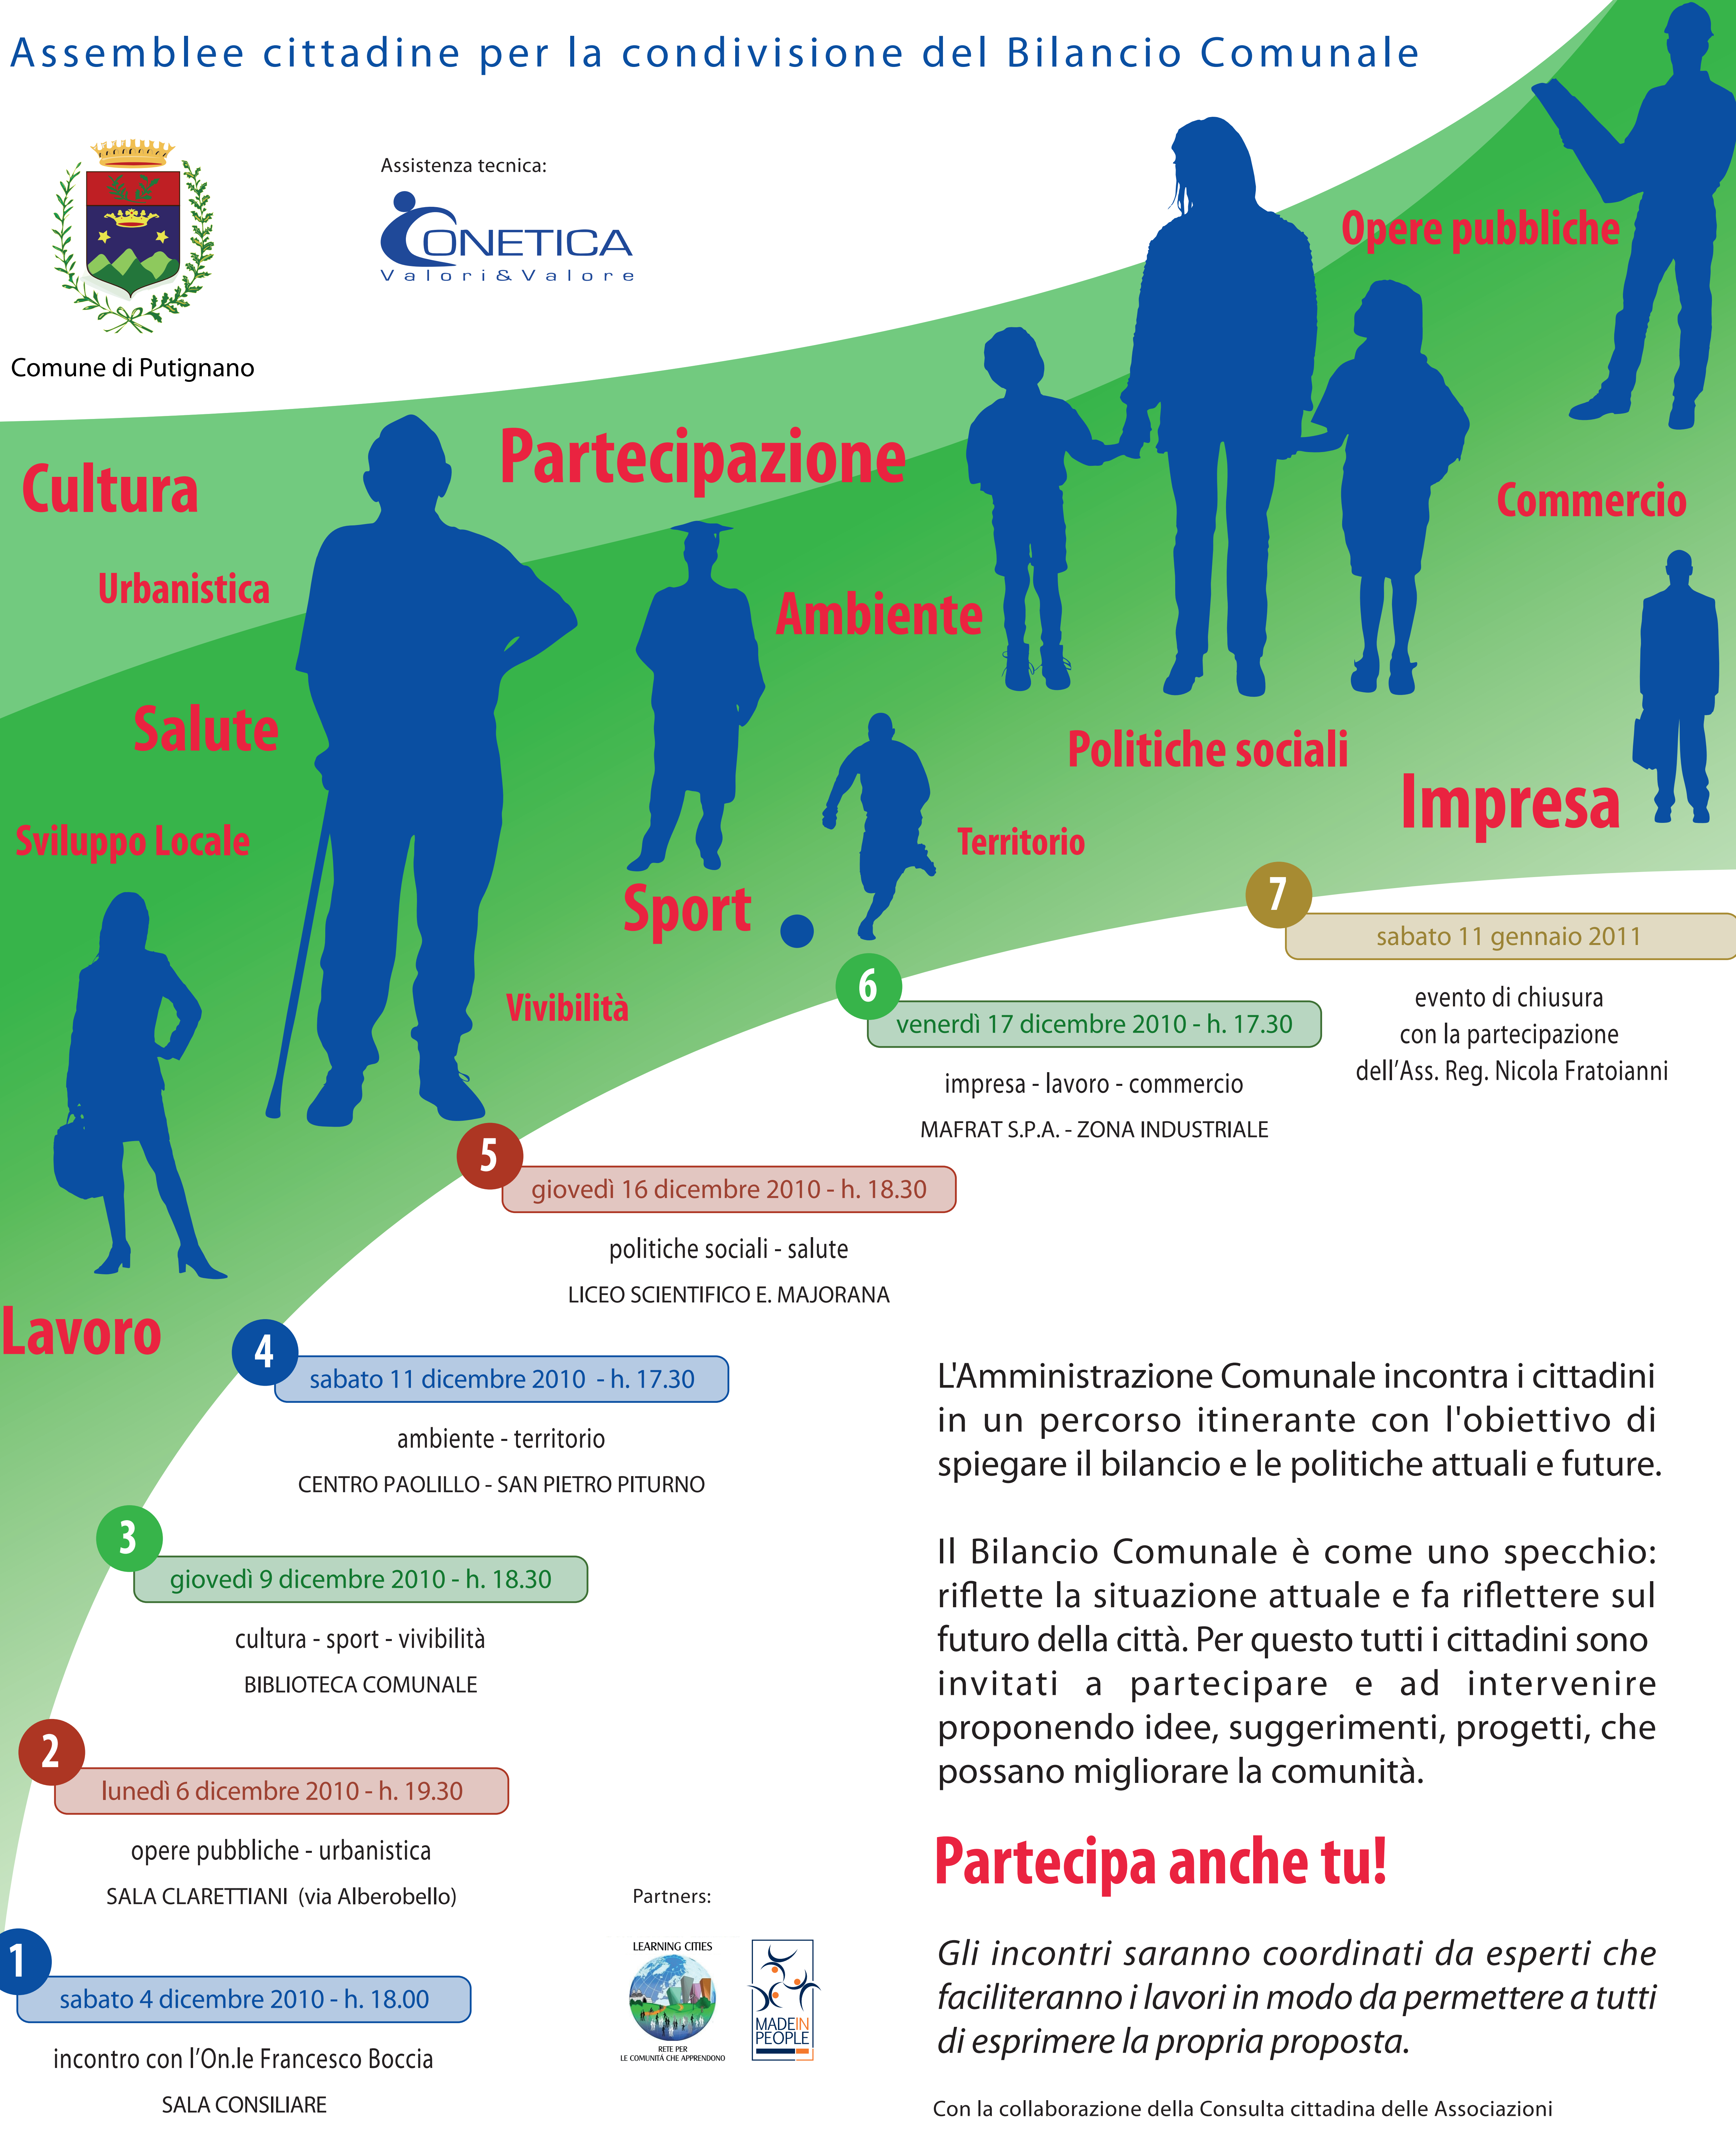 Assemblee cittadine per la condivisione del Bilancio Comunale
Assistenza tecnica:
CONETICA
Valori&Valore
Comune di Putignano
Opere pubbliche
Partecipazione
Cultura
Commercio
Urbanistica
Ambiente
Salute
Politiche sociali
Impresa
Sviluppo Locale
Territorio
Sport
Vivibilità
Lavoro
7
sabato 11 gennaio 2011
evento di chiusura
con la partecipazione
dell’Ass. Reg. Nicola Fratoianni
6
venerdì 17 dicembre 2010 - h. 17.30
impresa - lavoro - commercio
MAFRAT S.P.A. - ZONA INDUSTRIALE
5
giovedì 16 dicembre 2010 - h. 18.30
politiche sociali - salute
LICEO SCIENTIFICO E. MAJORANA
4
sabato 11 dicembre 2010 - h. 17.30
ambiente - territorio
CENTRO PAOLILLO - SAN PIETRO PITURNO
3
giovedì 9 dicembre 2010 - h. 18.30
cultura - sport - vivibilità
BIBLIOTECA COMUNALE
2
lunedì 6 dicembre 2010 - h. 19.30
opere pubbliche - urbanistica
SALA CLARETTIANI (via Alberobello)
1
sabato 4 dicembre 2010 - h. 18.00
incontro con l’On.le Francesco Boccia
SALA CONSILIARE
Partners:
LEARNING CITIES
RETE PER
LE COMUNITÀ CHE APPRENDONO
MADEIN
PEOPLE
L'Amministrazione Comunale incontra i cittadini
in un percorso itinerante con l'obiettivo di
spiegare il bilancio e le politiche attuali e future.
Il Bilancio Comunale è come uno specchio:
riflette la situazione attuale e fa riflettere sul
futuro della città. Per questo tutti i cittadini sono
invitati a partecipare e ad intervenire
proponendo idee, suggerimenti, progetti, che
possano migliorare la comunità.
Partecipa anche tu!
Gli incontri saranno coordinati da esperti che
faciliteranno i lavori in modo da permettere a tutti
di esprimere la propria proposta.
Con la collaborazione della Consulta cittadina delle Associazioni